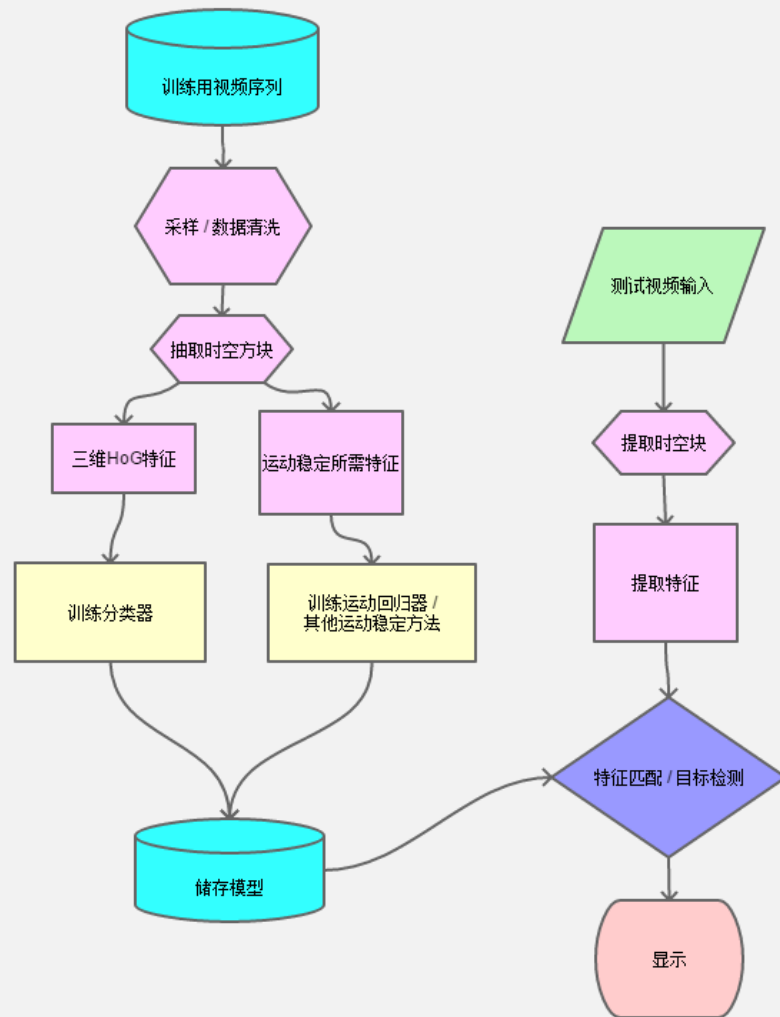 训练用视频序列
采样 / 数据清洗
抽取时空方块
三维HoG特征
运动稳定所需特征
训练分类器
训练运动回归器 /
其他运动稳定方法
储存模型
测试视频输入
提取时空块
提取特征
特征匹配 / 目标检测
显示